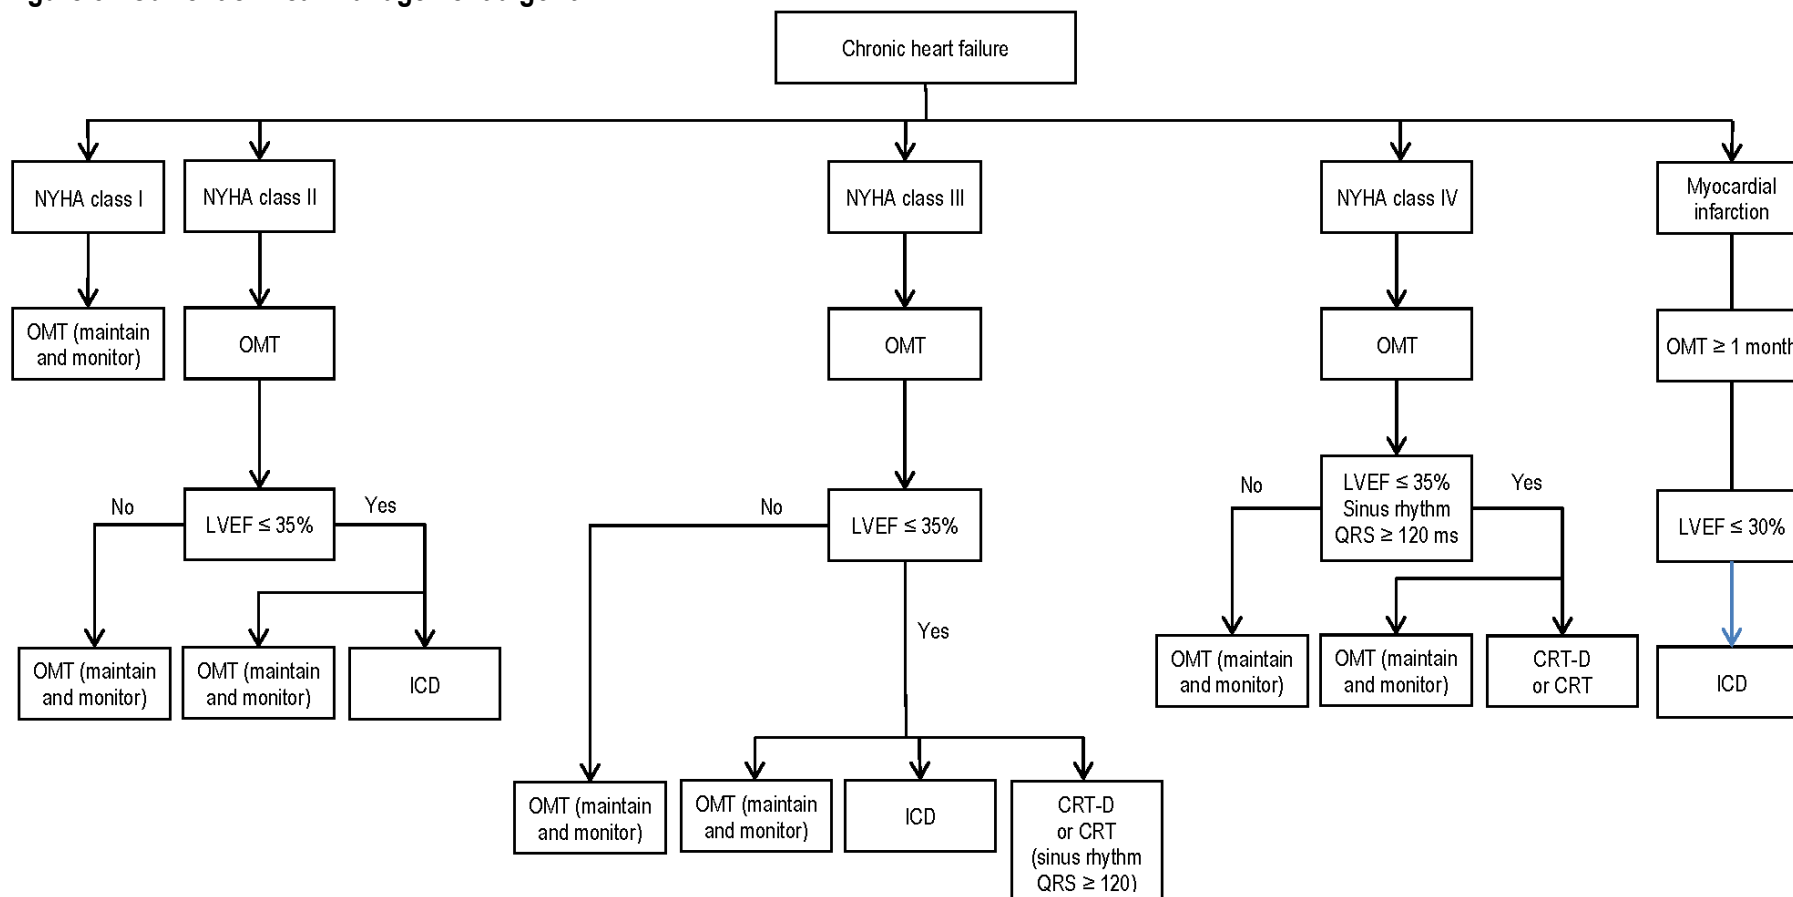 Chronic heart failure
NYHA class I
NYHA class II
NYHA class III
NYHA class IV
Myocardial
infarction
OMT (maintain
and monitor)
OMT
OMT
OMT
OMT ≥ 1 month
No
LVEF ≤ 35%
Yes
No
LVEF ≤ 35%
Yes
No
LVEF ≤ 35%
Sinus rhythm
QRS ≥ 120 ms
Yes
LVEF ≤ 30%
OMT (maintain
and monitor)
OMT (maintain
and monitor)
ICD
OMT (maintain
and monitor)
OMT (maintain
and monitor)
CRT-D
or CRT
ICD
OMT (maintain
and monitor)
OMT (maintain
and monitor)
ICD
CRT-D
or CRT
(sinus rhythm
QRS ≥ 120)